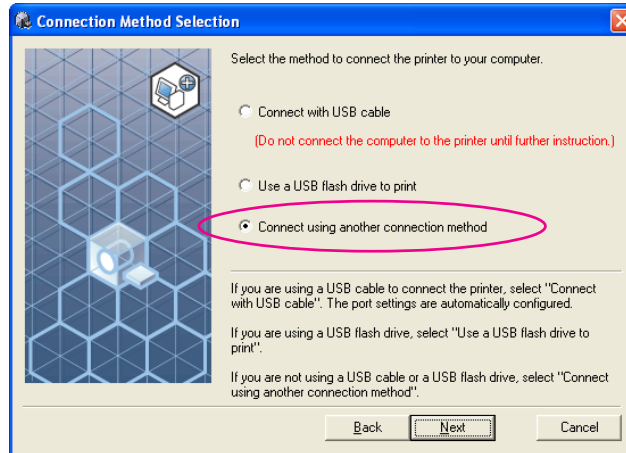 Connection Method Selection
Select the method to connect the printer to your computer.
Connect with USB cable
(Do not connect the computer to the printer until further instruction.)
Use a USB flash drive to print
Connect using another connection method
If you are using a USB cable to connect the printer, select "Connect
with USB cable". The port settings are automatically configured.
If you are using a USB flash drive, select "Use a USB flash drive to
print".
If you are not using a USB cable or a USB flash drive, select "Connect
using another connection method".
Back Next Cancel